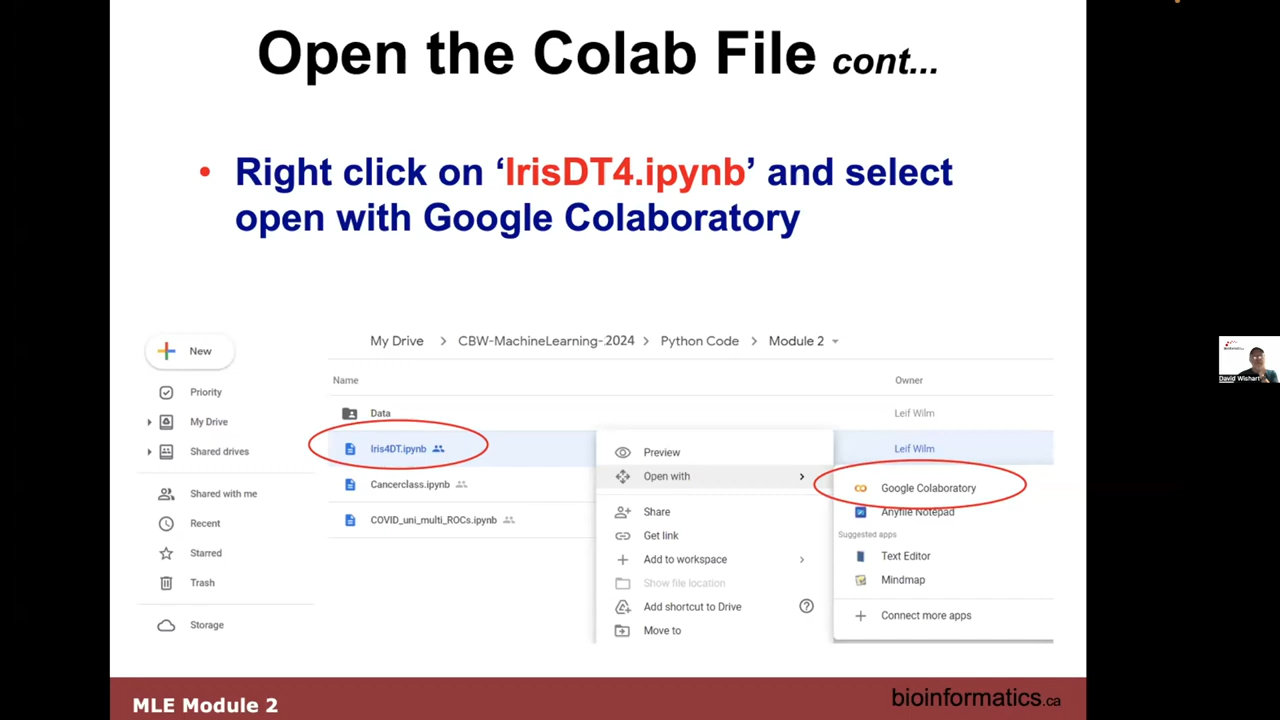 Open the Colab File cont...
• Right click on ‘IrisDT4.ipynb’ and select
open with Google Colaboratory
New
Priority
My Drive
Shared drives
Shared with me
Recent
Starred
Trash
Storage
My Drive > CBW-MachineLearning-.2024 > Python Code > Module 2
Name Owner
Data Leif Wilm
Iris4DT.ipynb Leif Wilm
Cancerclass.ipynb
COVID_uni_multi_ROCs.ipynb
Preview
Open with
Share
Get link
Add to workspace
Show file location
Add shortcut to Drive
Move to
Google Colaboratory
Anyfile Notepad
Suggested apps
Text Editor
Mindmap
Connect more apps
David Wishart
MLE Module 2
bioinformatics.ca